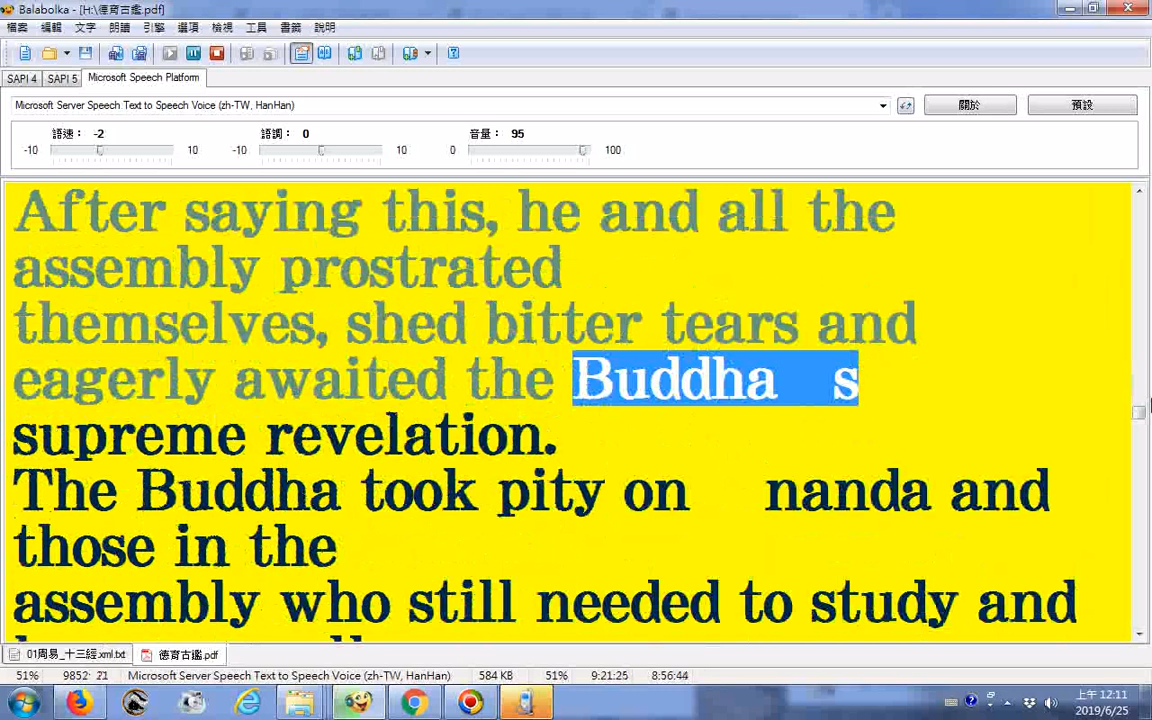 Balabolka - [H:\德育古鑑.pdf]
檔案 編輯 文字 朗讀 引擎 選項 檢視 工具 書籤 說明
SAPI 4 SAPI 5 Microsoft Speech Platform
Microsoft Server Speech Text to Speech Voice (zh-TW, HanHan) 關於 預設
語速： -2 語調： 0 音量： 95
-10 10 -10 10 0 100
After saying this, he and all the
assembly prostrated
themselves, shed bitter tears and
eagerly awaited the Buddha s
supreme revelation.
The Buddha took pity on nanda and
those in the
assembly who still needed to study and
01周易_十三經.xml.txt 德育古鑑.pdf
51% Microsoft Server Speech Text to Speech Voice (zh-TW, HanHan) 584 KB 51% 9:21:25 8:56:44
上午 12:11
2019/6/25